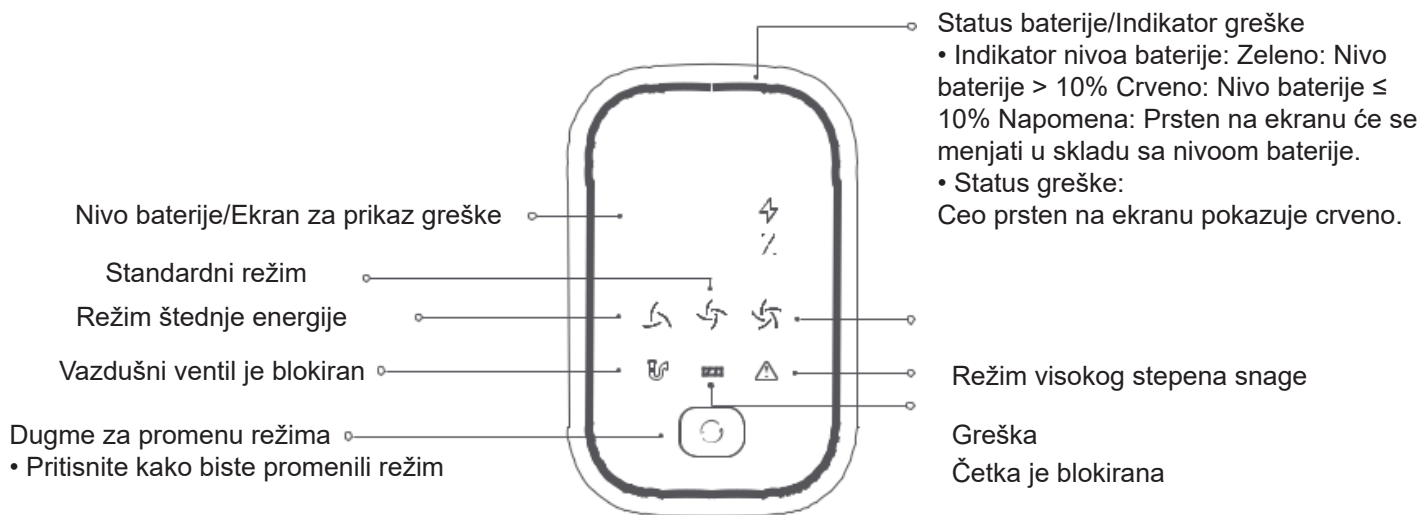 Status baterije/Indikator greške
• Indikator nivoa baterije: Zeleno: Nivo
baterije > 10% Crveno: Nivo baterije ≤
10% Napomena: Prsten na ekranu će se
menjati u skladu sa nivoom baterije.
• Status greške:
Ceo prsten na ekranu pokazuje crveno.
Nivo baterije/Ekran za prikaz greške
Standardni režim
Režim štednje energije
Vazdušni ventil je blokiran
Dugme za promenu režima
• Pritisnite kako biste promenili režim
Režim visokog stepena snage
Greška
Četka je blokirana